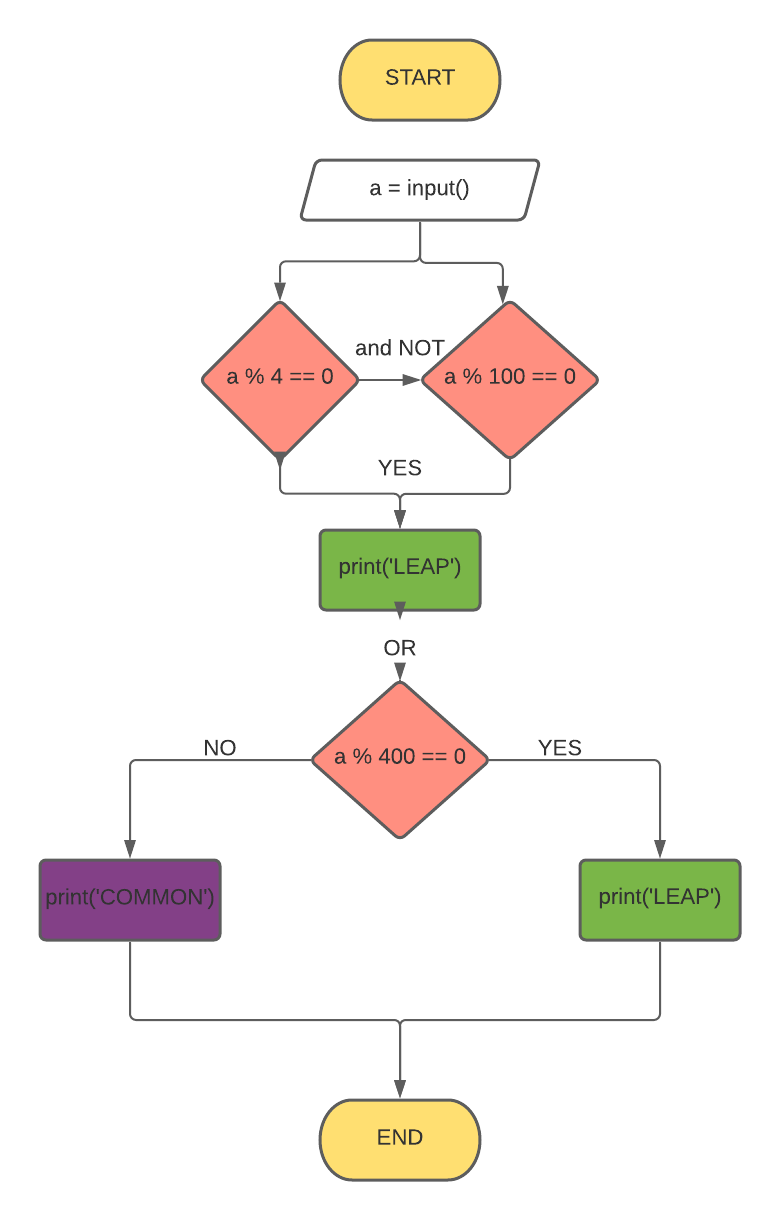 START
a = input()
and NOT
a % 4 == 0
a % 100 == 0
YES
print('LEAP')
OR
a % 400 == 0
NO
YES
print('COMMON')
print('LEAP')
END